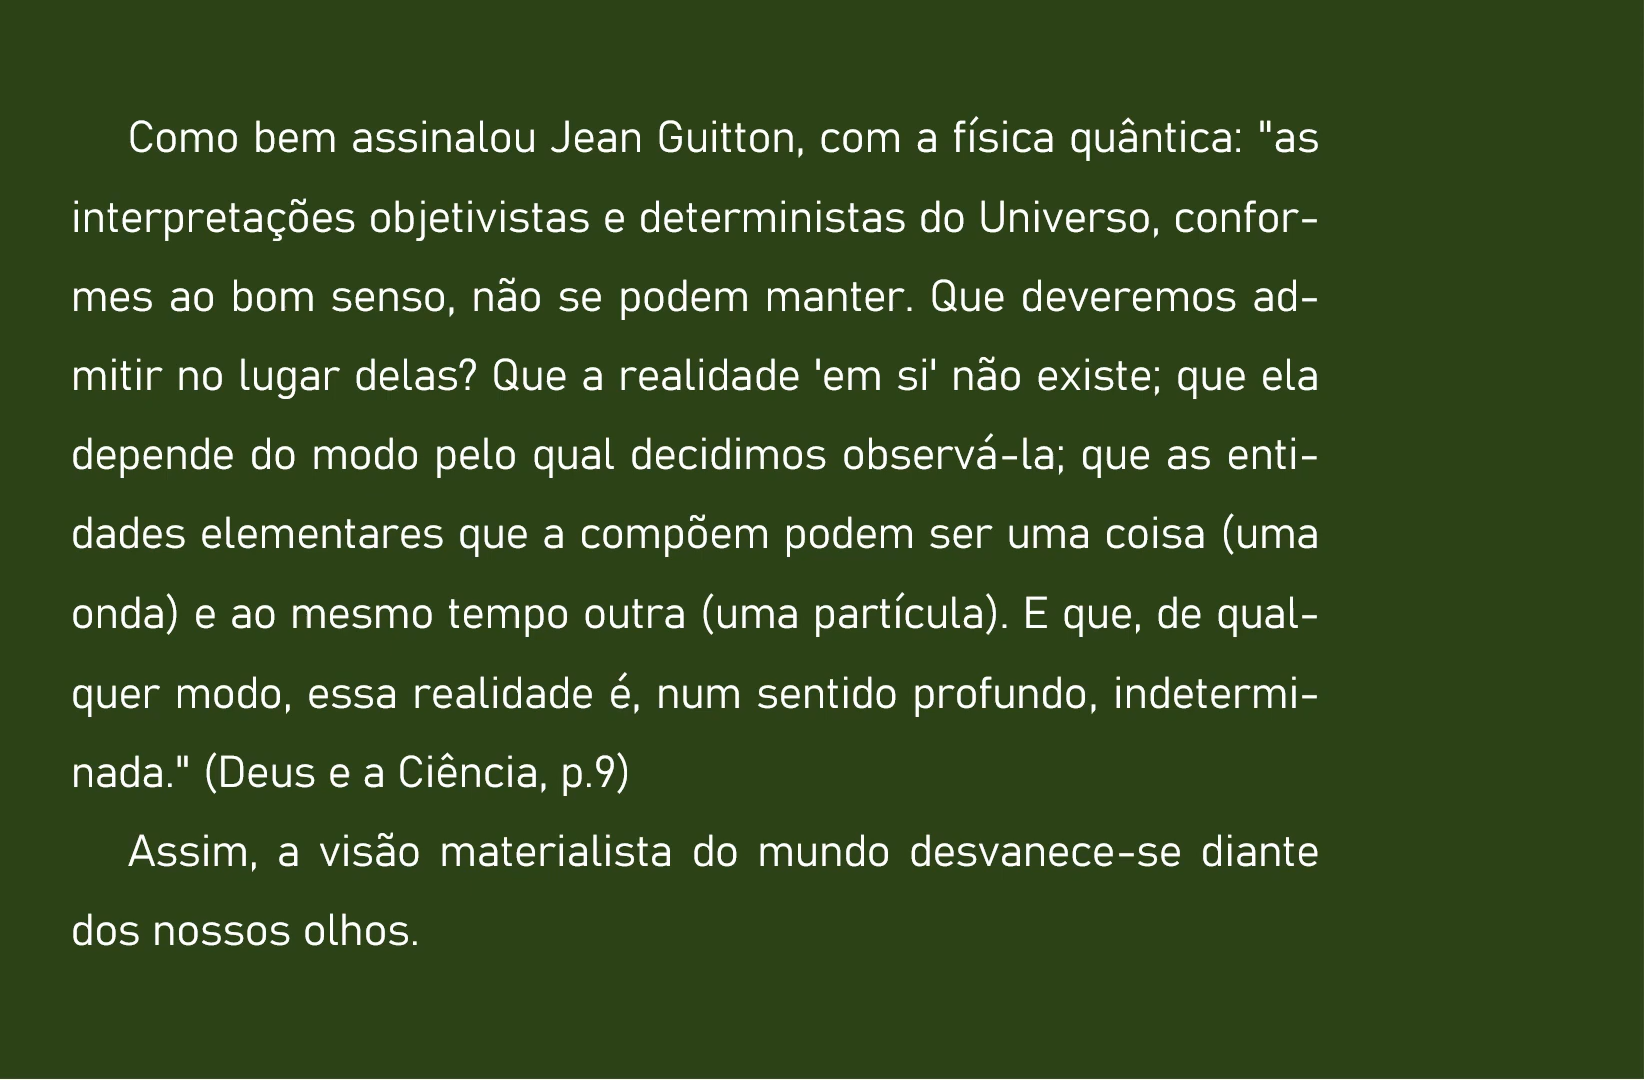 Como bem assinalou Jean Guitton, com a física quântica: "as
interpretações objetivistas e deterministas do Universo, confor-
mes ao bom senso, não se podem manter. Que deveremos ad-
mitir no lugar delas? Que a realidade 'em si' não existe; que ela
depende do modo pelo qual decidimos observá-la; que as enti-
dades elementares que a compõem podem ser uma coisa (uma
onda) e ao mesmo tempo outra (uma partícula). E que, de qual-
quer modo, essa realidade é, num sentido profundo, indetermi-
nada." (Deus e a Ciência, p.9)
Assim, a visão materialista do mundo desvanece-se diante
dos nossos olhos.